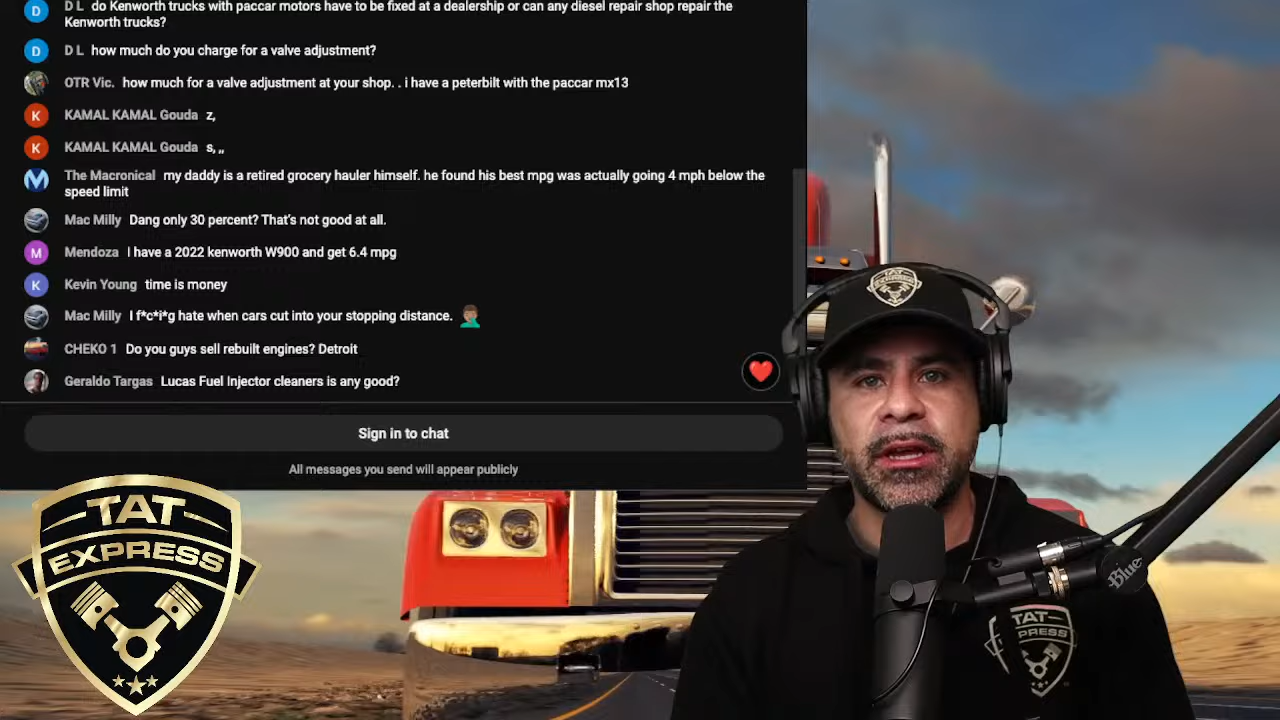 D L do Kenworth trucks with paccar motors have to be fixed at a dealership or can any diesel repair shop repair the
Kenworth trucks?
D
D L how much do you charge for a valve adjustment?
OTR Vic. how much for a valve adjustment at your shop. . i have a peterbilt with the paccar mx13
K
KAMAL KAMAL Gouda z,
K
KAMAL KAMAL Gouda s, ,,
The Macronical my daddy is a retired grocery hauler himself. he found his best mpg was actually going 4 mph below the
speed limit
Mac Milly Dang only 30 percent? That's not good at all.
M
Mendoza I have a 2022 kenworth W900 and get 6.4 mpg
K
Kevin Young time is money
Mac Milly I f*c*i*g hate when cars cut into your stopping distance.
CHEKO 1 Do you guys sell rebuilt engines? Detroit
Geraldo Targas Lucas Fuel Injector cleaners is any good?
Sign in to chat
All messages you send will appear publicly
TAT
EXPRESS
Blue
TAT